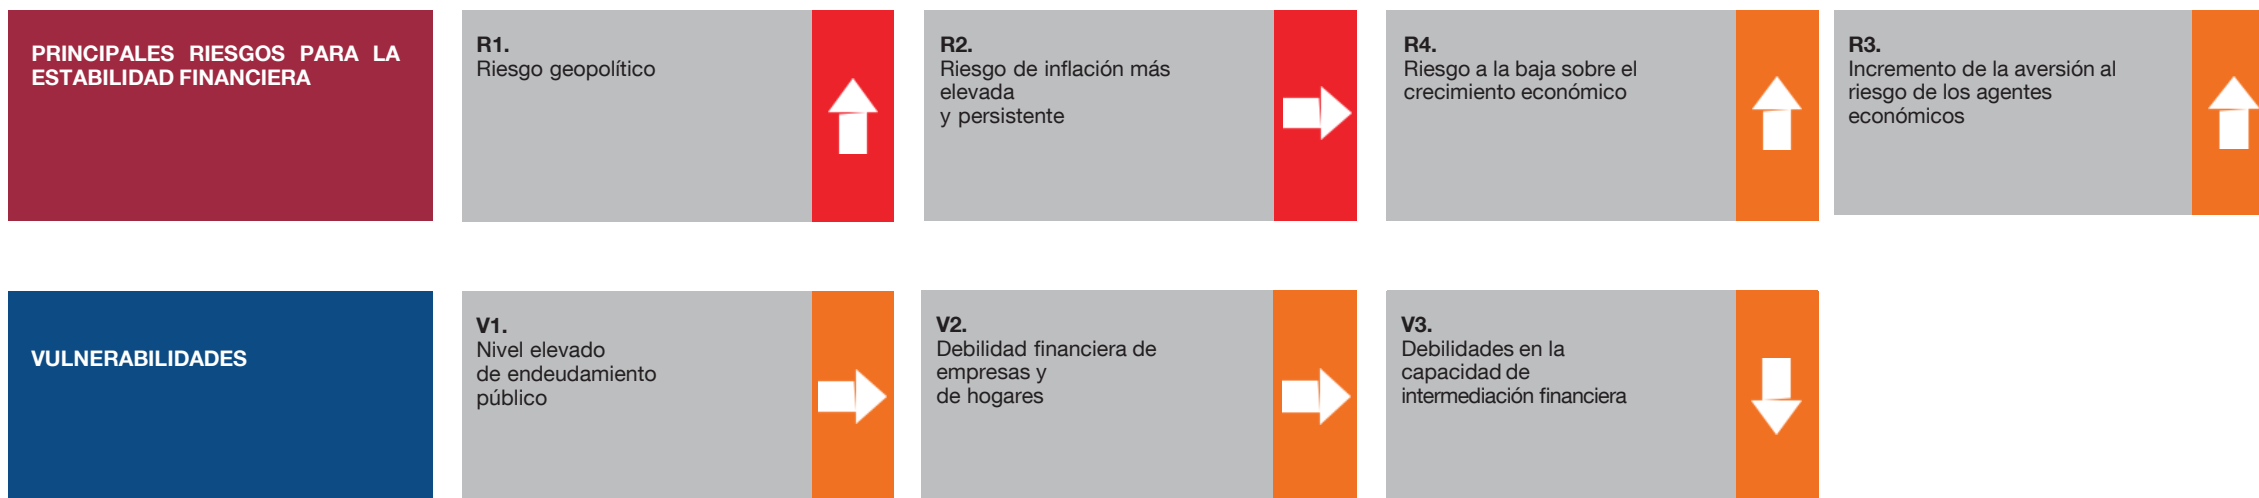 PRINCIPALES RIESGOS PARA LA
ESTABILIDAD FINANCIERA
R1.
Riesgo geopolítico
R2.
Riesgo de inflación más
elevada
y persistente
R4.
Riesgo a la baja sobre el
crecimiento económico
R3.
Incremento de la aversión al
riesgo de los agentes
económicos
VULNERABILIDADES
V1.
Nivel elevado
de endeudamiento
público
V2.
Debilidad financiera de
empresas y
de hogares
V3.
Debilidades en la
capacidad de
intermediación financiera